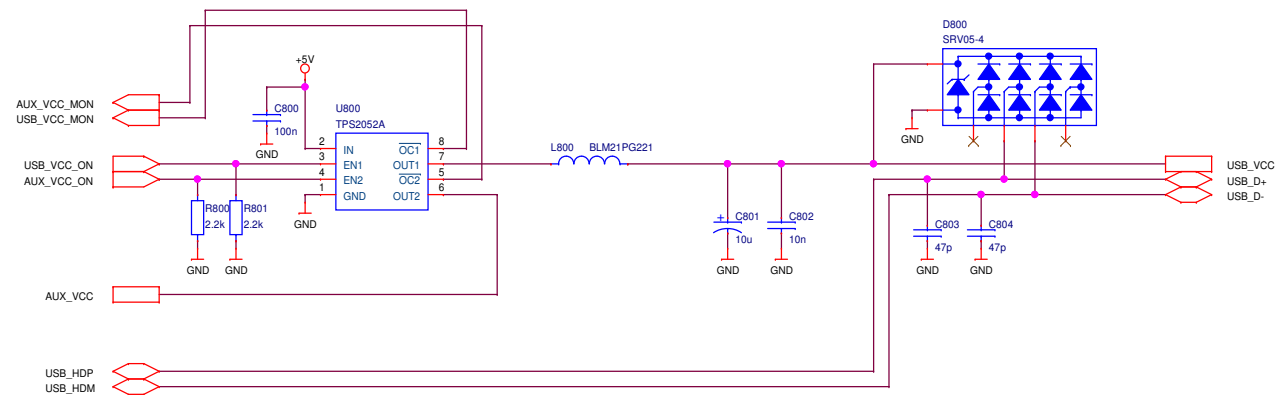 D800
SRV05-4
+5V
AUX_VCC_MON
USB_VCC_MON
C800
100n
GND
U800
TPS2052A
GND
2 IN OC1 8
3 EN1 OUT1 7
4 EN2 OC2 5
1 GND OUT2 6
L800 BLM21PG221
USB_VCC_ON
AUX_VCC_ON
USB_VCC
USB_D+
USB_D-
R800
2.2k
R801
2.2k
GND
C801
10u
C802
10n
C803
47p
C804
47p
GND GND
GND GND
GND GND
AUX_VCC
USB_HDP
USB_HDM